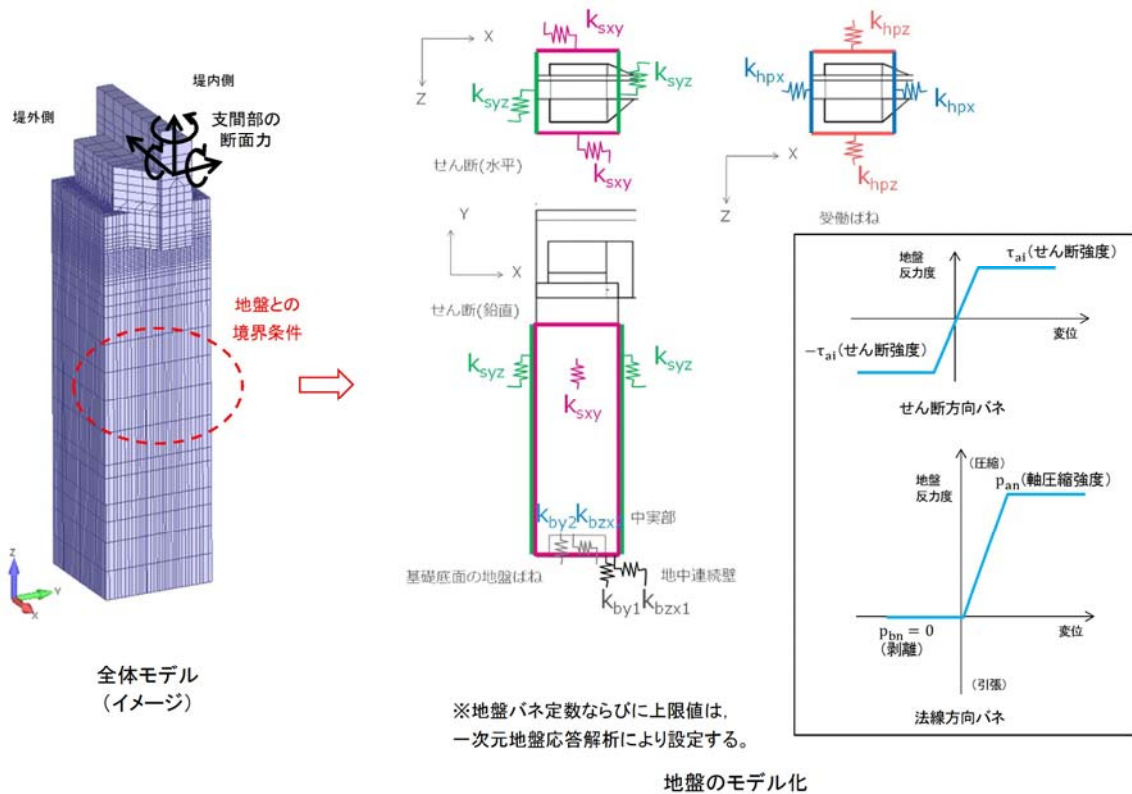 堤内側
堤外側
支間部の
断面力
地盤との
境界条件
Z
Y
X
全体モデル
(イメージ)
X
Z
ksxy
ksyz
ksyz
ksxy
せん断(水平)
khpz
khpx
khpx
khpz
X
Z
受働ばね
Y
X
せん断(鉛直)
ksyz
ksyz
ksxy
kby2
kbzx
中実部
基礎底面の地盤ばね
地中連続壁
kby1
kbzx1
地盤
反力度
τai(せん断強度)
変位
−τai(せん断強度)
せん断方向バネ
(圧縮)
地盤
反力度
pan(軸圧縮強度)
変位
pbn = 0
(剥離)
(引張)
法線方向バネ
※地盤バネ定数ならびに上限値は,
一次元地盤応答解析により設定する。
地盤のモデル化